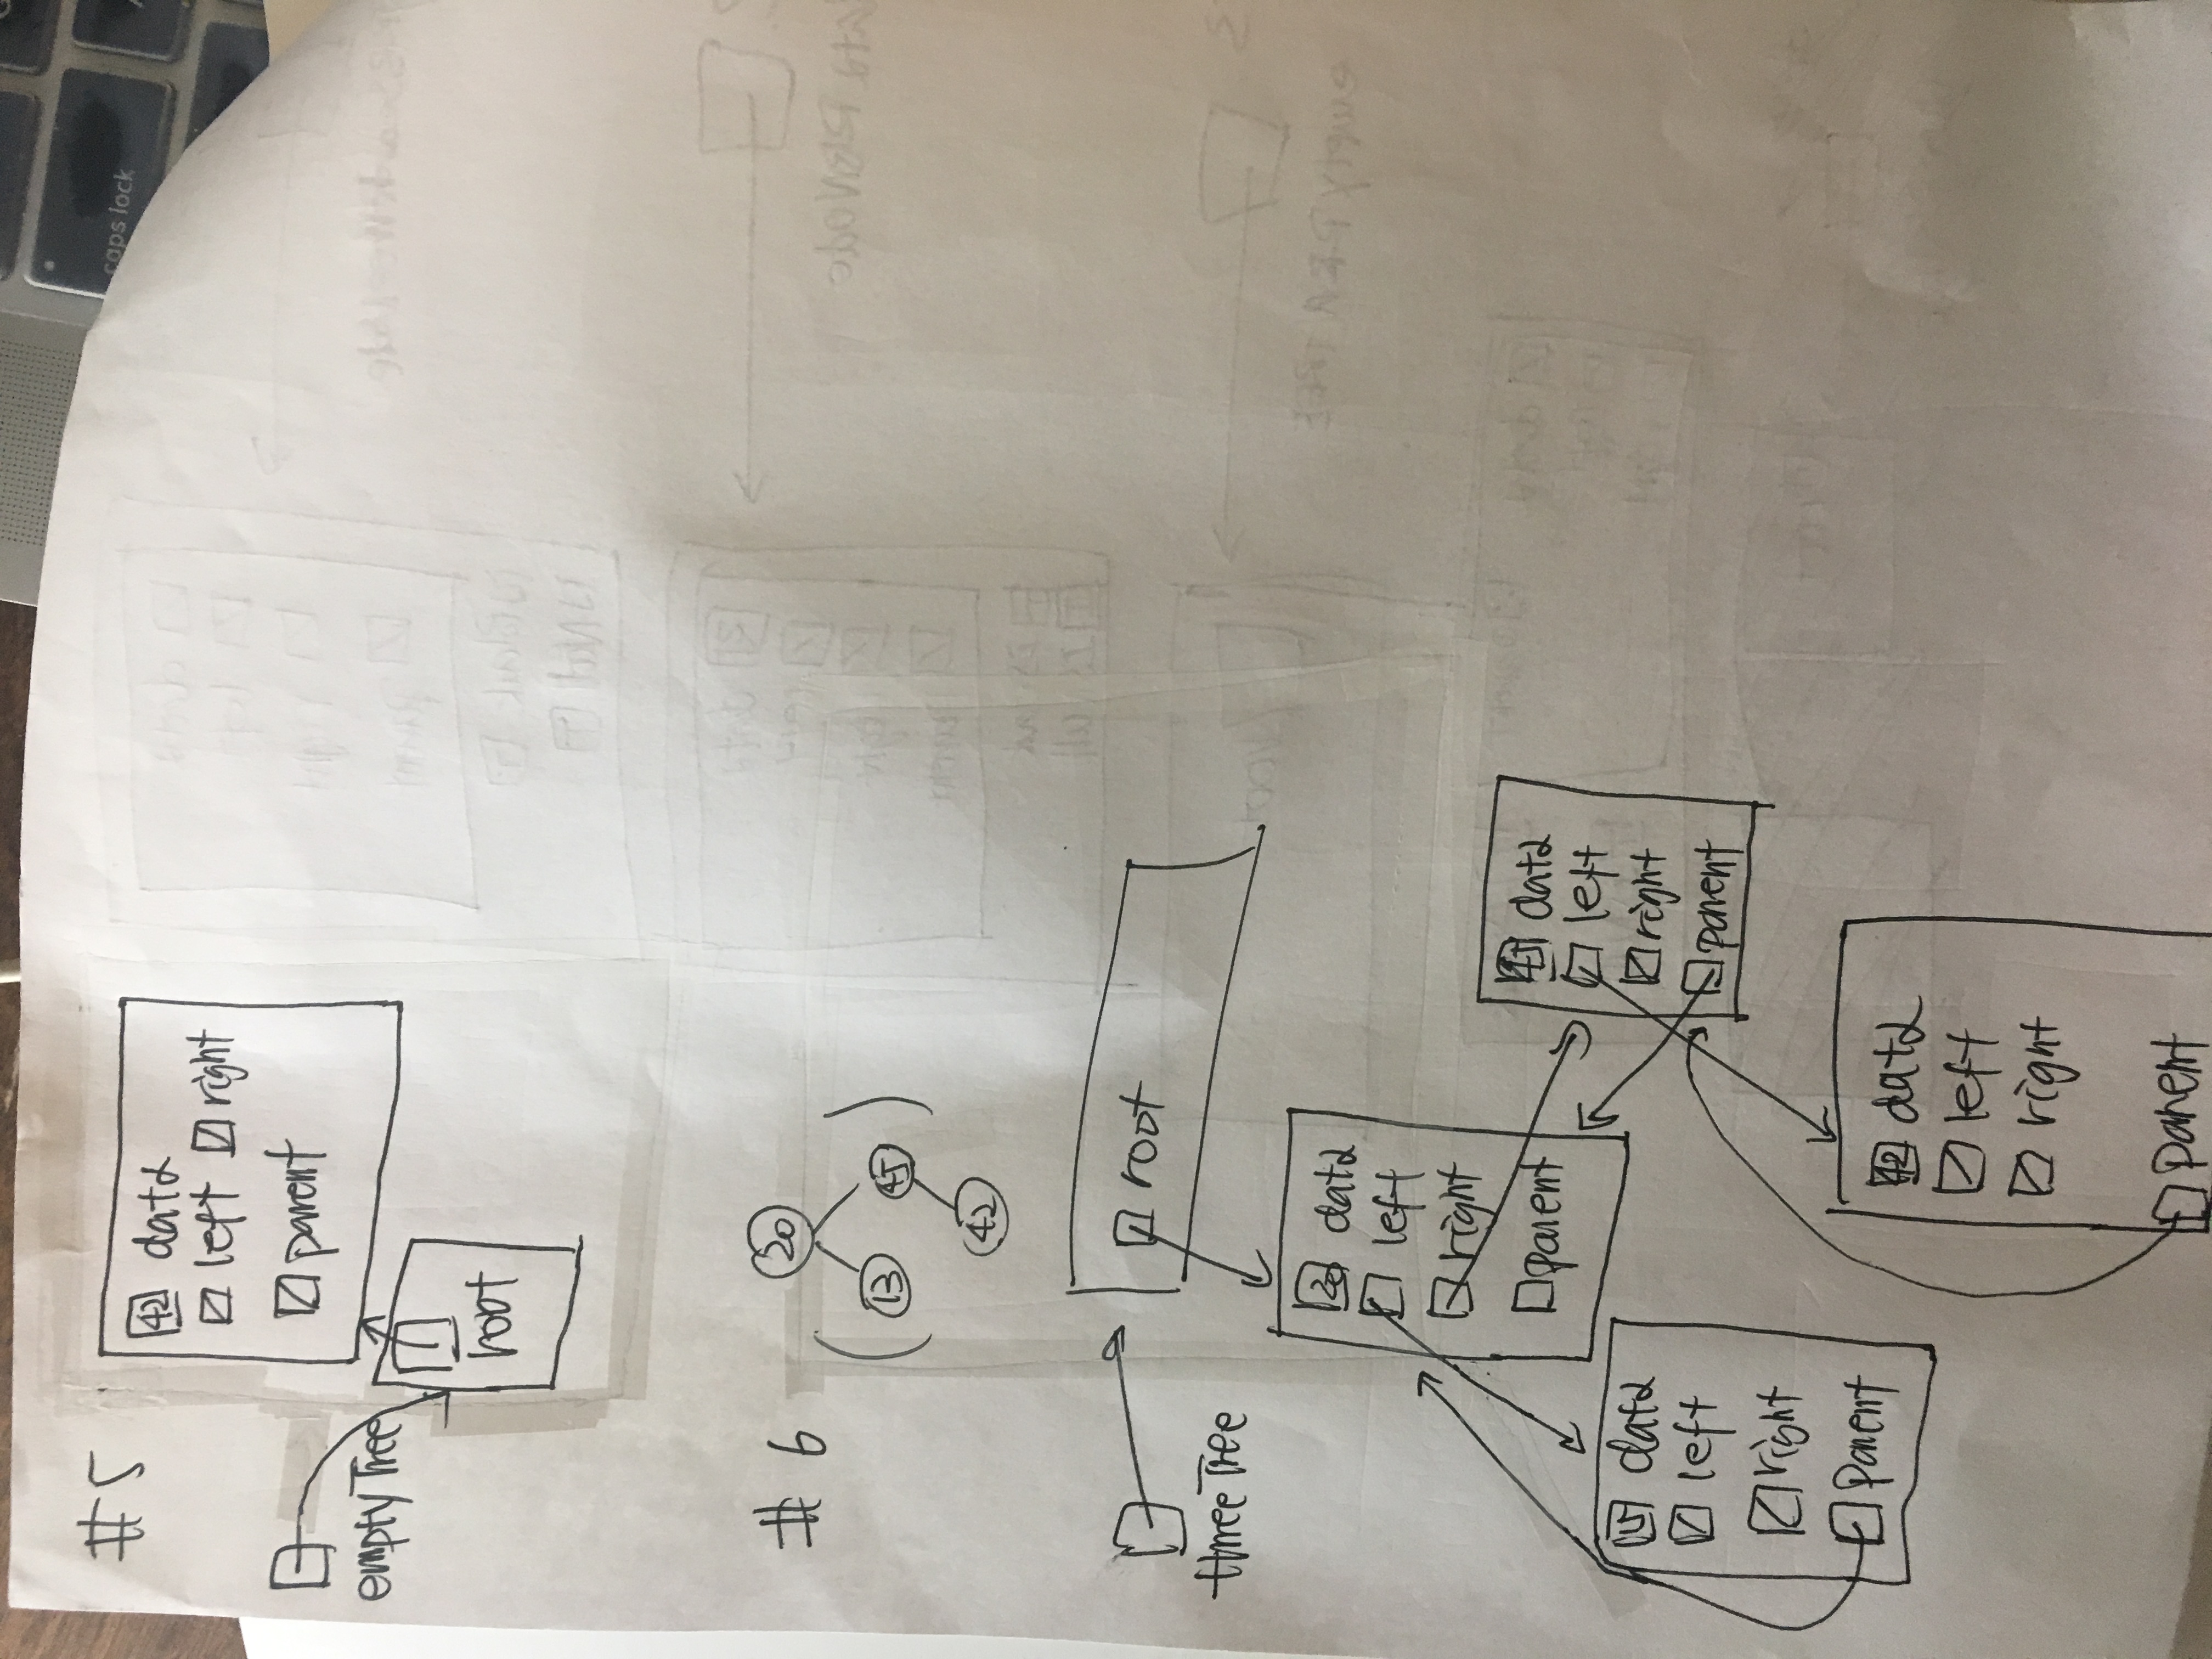 #5
42 data
left right
parent
emptyTree
root
#6
20
13 45
42
root
threeTree
20 data
left
right
parent
45 data
left
right
parent
data
left
right
parent
42 data
left
right
parent
caps lock